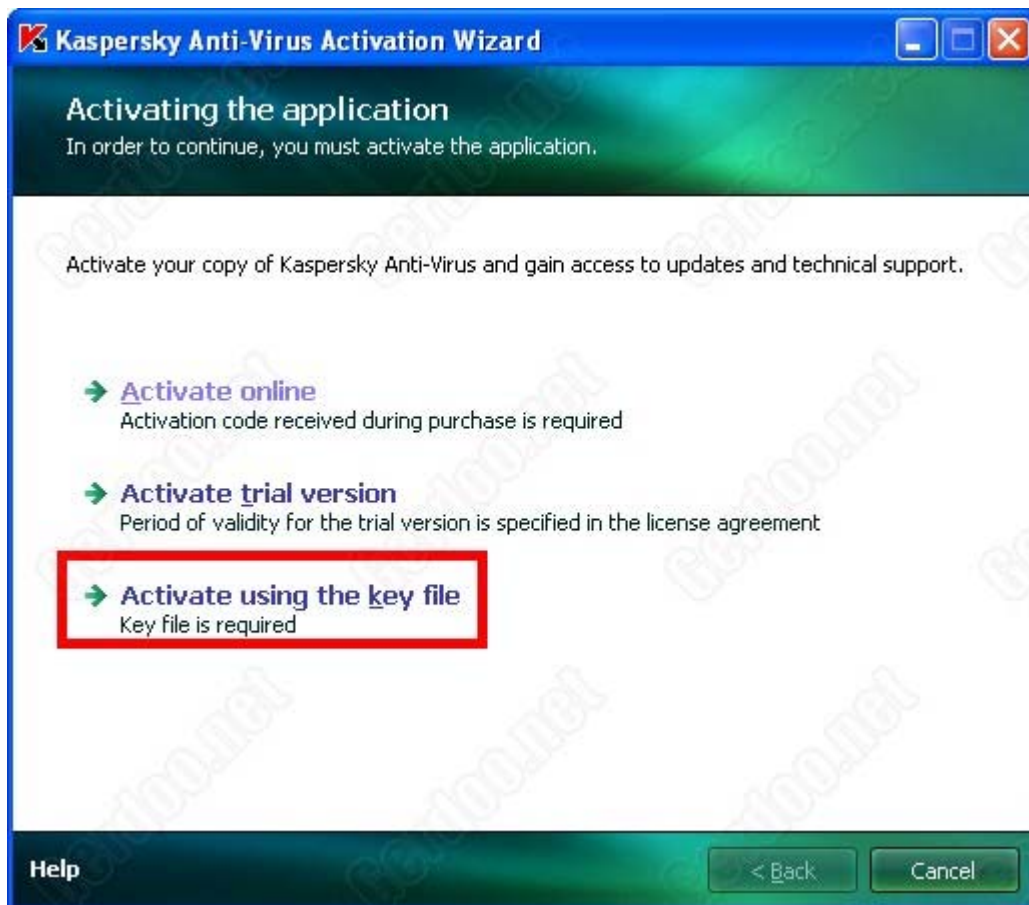 Kaspersky Anti-Virus Activation Wizard
Activating the application
In order to continue, you must activate the application.
Activate your copy of Kaspersky Anti-Virus and gain access to updates and technical support.
Activate online
Activation code received during purchase is required
Activate trial version
Period of validity for the trial version is specified in the license agreement
Activate using the key file
Key file is required
Help
< Back
Cancel